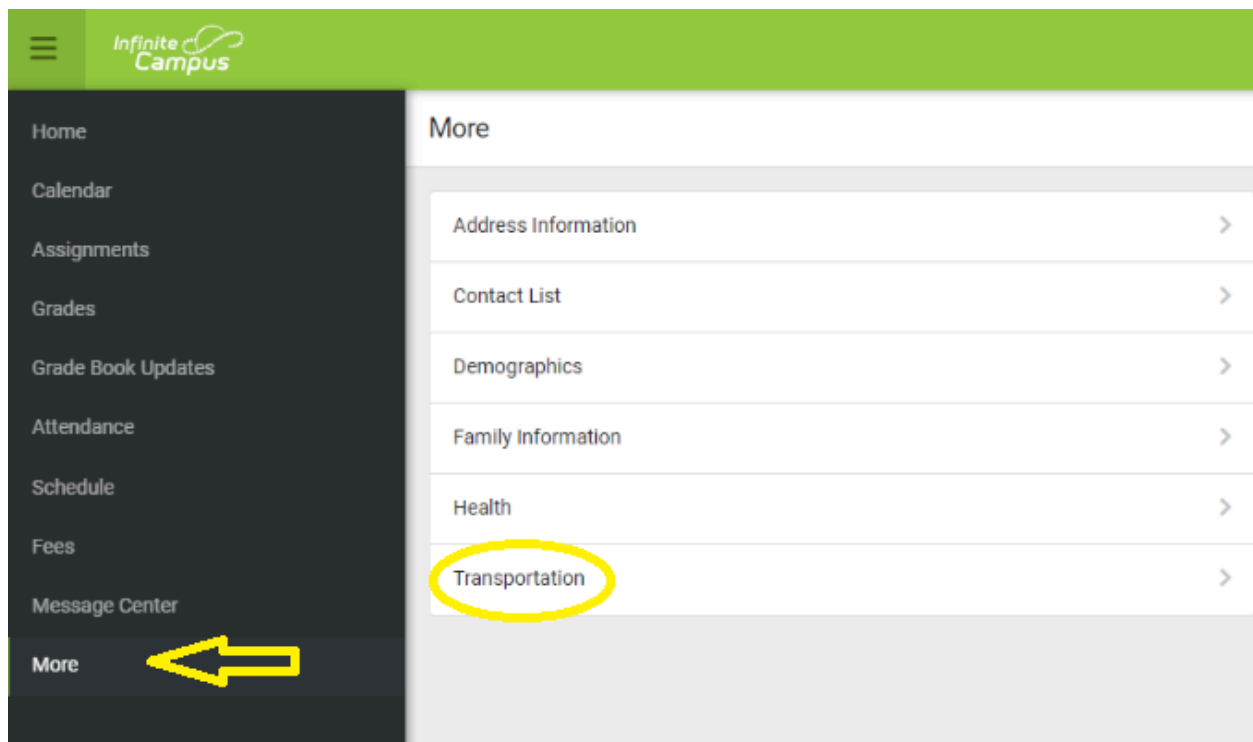 Infinite
Campus
Home
Calendar
Assignments
Grades
Grade Book Updates
Attendance
Schedule
Fees
Message Center
More
More
Address Information
Contact List
Demographics
Family Information
Health
Transportation